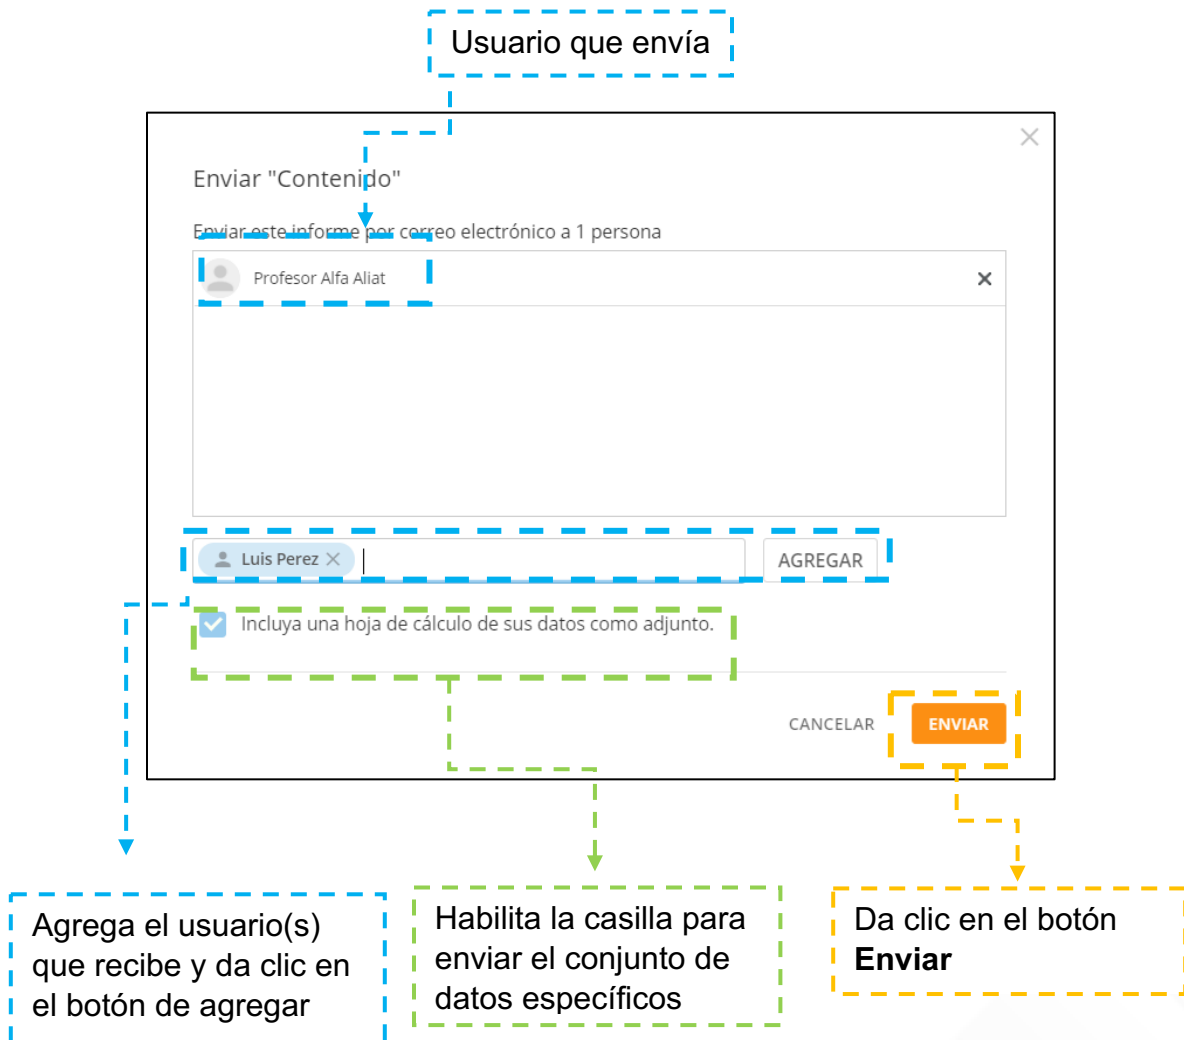 Usuario que envía
Enviar "Contenido"
Enviar este informe por correo electrónico a 1 persona
Profesor Alfa Aliat
Luis Perez
AGREGAR
Incluya una hoja de cálculo de sus datos como adjunto.
CANCELAR
ENVIAR
Agrega el usuario(s)
que recibe y da clic en
el botón de agregar
Habilita la casilla para
enviar el conjunto de
datos específicos
Da clic en el botón
Enviar